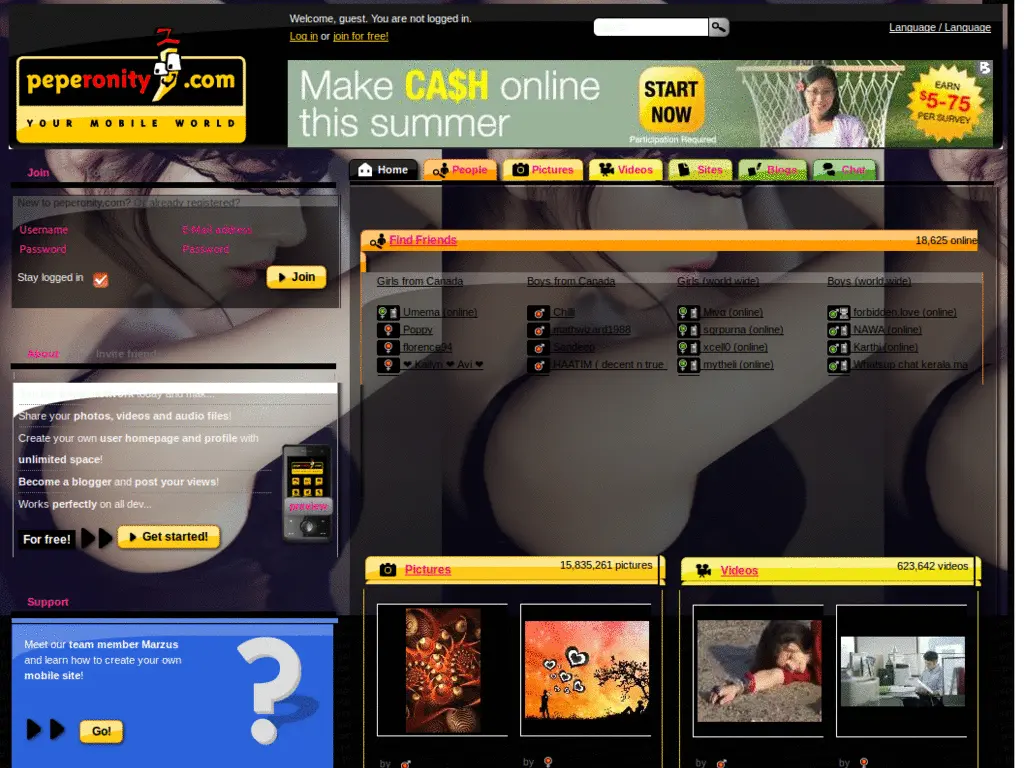 Welcome, guest. You are not logged in.
Log in or join for free!
Language / Language
peperonity.com
YOUR MOBILE WORLD
Make CA$H online
this summer
START
NOW
Participation Required
EARN
$5-75
PER SURVEY
Join
Home
People
Pictures
Videos
Sites
Blogs
Chat
New to peperonity.com? Or already registered?
Username
E-Mail address
Password
Password
Stay logged in
Join
Find Friends
18,625 online
Girls from Canada
Boys from Canada
Girls (world wide)
Boys (world wide)
Umema (online)
Chilli
Miya (online)
forbidden.love (online)
Poppy
mathwizard1988
sqrpurna (online)
NAWA (online)
florence94
Sandeep
xcell0 (online)
Karthi (online)
❤ Kailyn ❤ Avi ❤
HAATIM ( decent n true
mytheli (online)
Whatsup chat kerala ma
About
Invite friends
today and mak...
Share your photos, videos and audio files!
Create your own user homepage and profile with
unlimited space!
Become a blogger and post your views!
Works perfectly on all dev...
preview
For free!
Get started!
Pictures
15,835,261 pictures
Videos
623,642 videos
Support
Meet our team member Marzus
and learn how to create your own
mobile site!
Go!
by
by
by
by